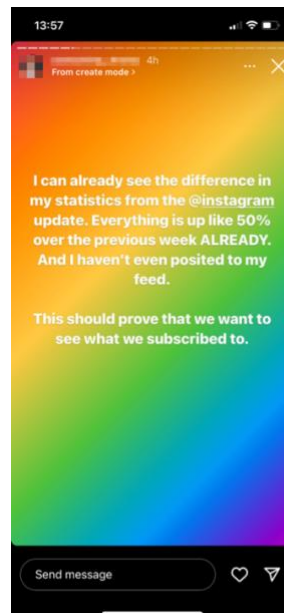 13:57
4h
From create mode >
I can already see the difference in
my statistics from the @instagram
update. Everything is up like 50%
over the previous week ALREADY.
And I haven't even posited to my
feed.
This should prove that we want to
see what we subscribed to.
Send message